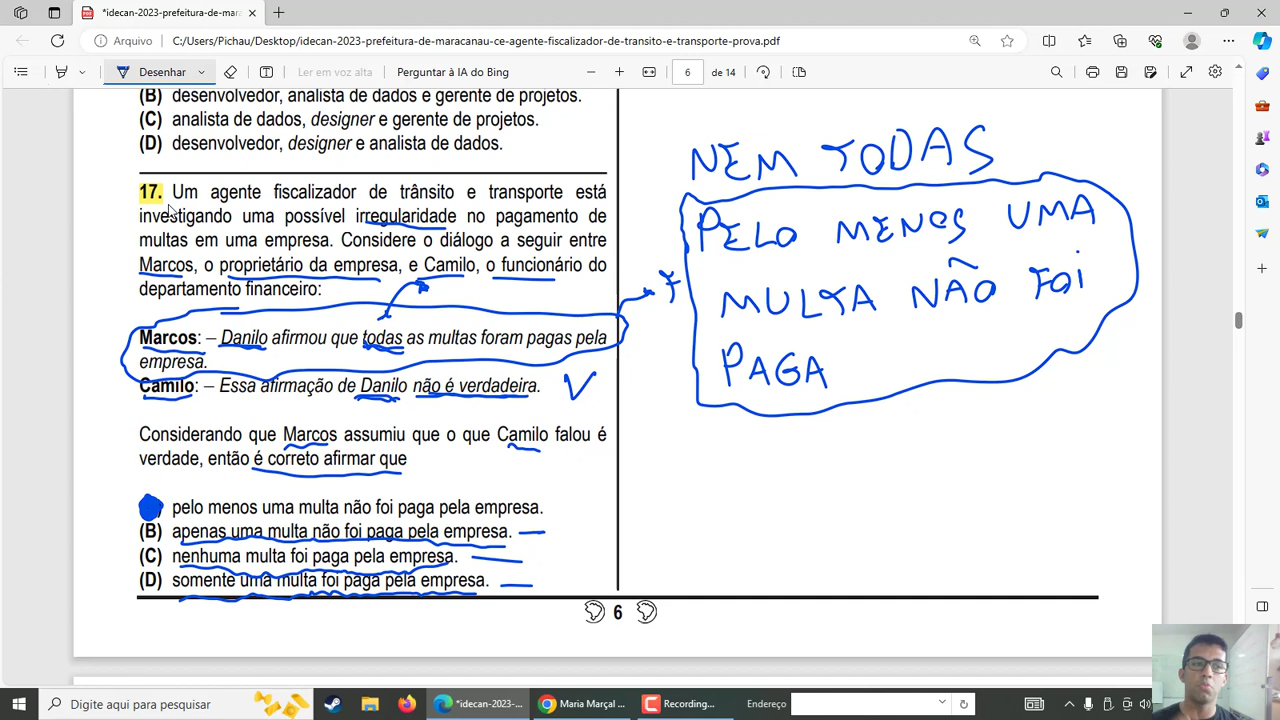 *idecan-2023-prefeitura-de-mara
Arquivo
C:/Users/Pichau/Desktop/idecan-2023-prefeitura-de-maracanau-ce-agente-fiscalizador-de-transito-e-transporte-prova.pdf
Desenhar
Ler em voz alta
Perguntar à IA do Bing
6
de 14
(B) desenvolvedor, analista de dados e gerente de projetos.
(C) analista de dados, designer e gerente de projetos.
(D) desenvolvedor, designer e analista de dados.
17. Um agente fiscalizador de trânsito e transporte está
investigando uma possível irregularidade no pagamento de
multas em uma empresa. Considere o diálogo a seguir entre
Marcos, o proprietário da empresa, e Camilo, o funcionário do
departamento financeiro:
Marcos: – Danilo afirmou que todas as multas foram pagas pela
empresa.
Camilo: – Essa afirmação de Danilo não é verdadeira. V
Considerando que Marcos assumiu que o que Camilo falou é
verdade, então é correto afirmar que
pelo menos uma multa não foi paga pela empresa.
(B) apenas uma multa não foi paga pela empresa.
(C) nenhuma multa foi paga pela empresa.
(D) somente uma multa foi paga pela empresa.
6
NEM TODAS
PELO MENOS UMA
F
MULTA NÃO FOI
PAGA
Digite aqui para pesquisar
*idecan-2023-...
Maria Marçal ...
Recording...
Endereço